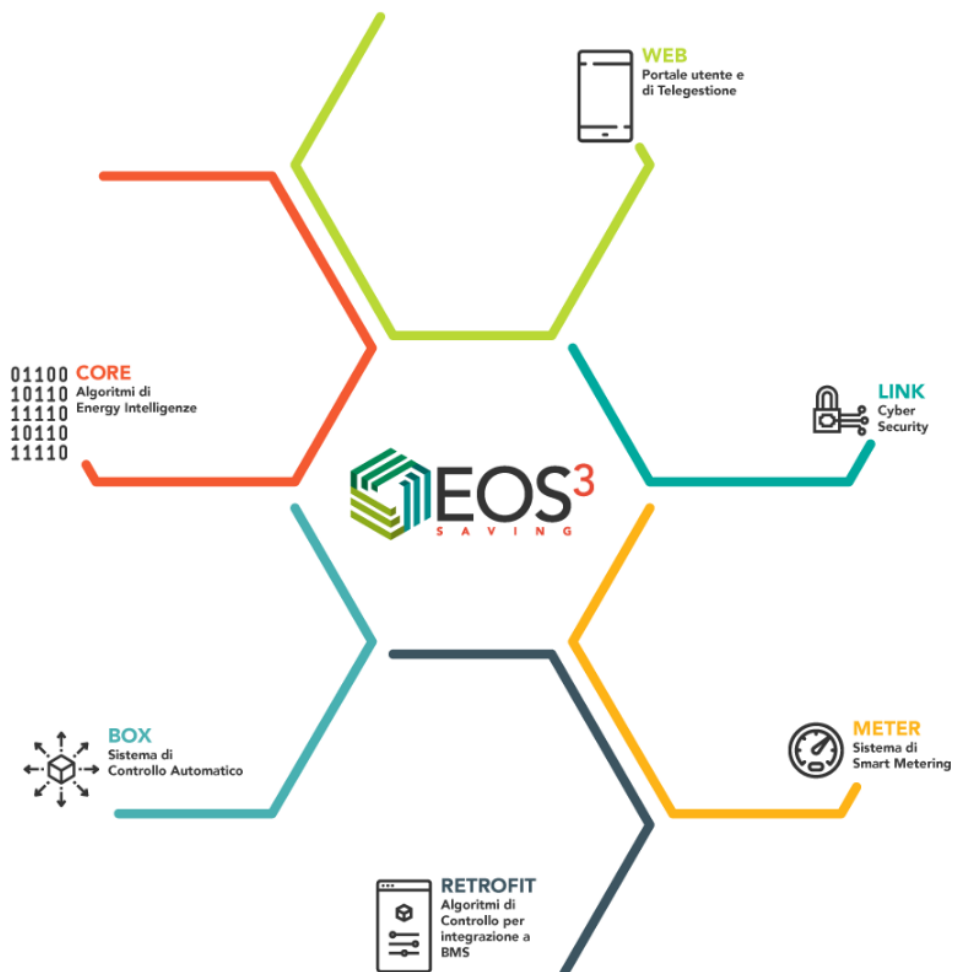 WEB
Portale utente e
di Telegestione
01100
10110
11110
10110
11110
CORE
Algoritmi di
Energy Intelligenze
LINK
Cyber
Security
EOS3
SAVING
BOX
Sistema di
Controllo Automatico
METER
Sistema di
Smart Metering
RETROFIT
Algoritmi di
Controllo per
integrazione a
BMS